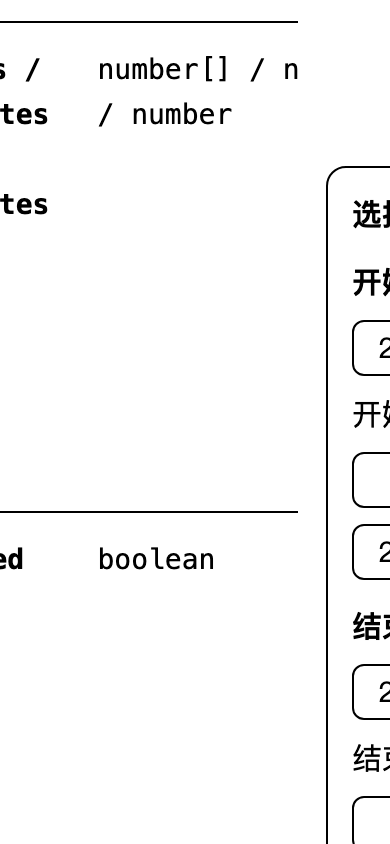 s / number[] / n
tes / number
tes
ed boolean
选
开
2
开
2
结
2
结